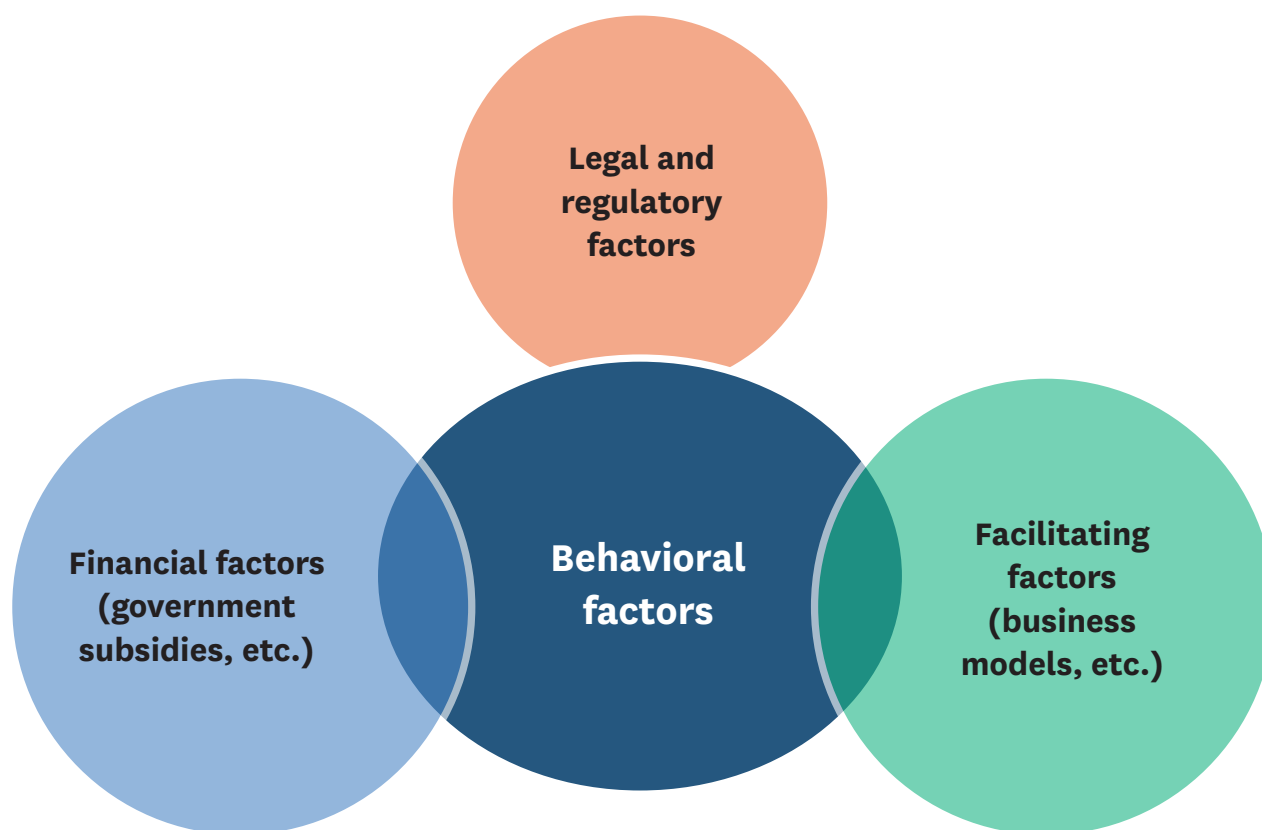 Legal and
regulatory
factors
Financial factors
(government
subsidies, etc.)
Behavioral
factors
Facilitating
factors
(business
models, etc.)